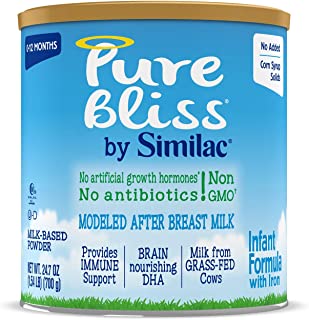 0-12 MONTHS
No Added
Corn Syrup
Solids
Pure
Bliss®
by Similac®
No artificial growth hormones*
No antibiotics
! Non
GMO†
MODELED AFTER BREAST MILK
MILK-BASED
POWDER
NET WT. 24.7 OZ
(1.54 LB) (700 g)
Provides
IMMUNE
Support
BRAIN
nourishing
DHA
Milk from
GRASS-FED
Cows
Infant
Formula
with Iron